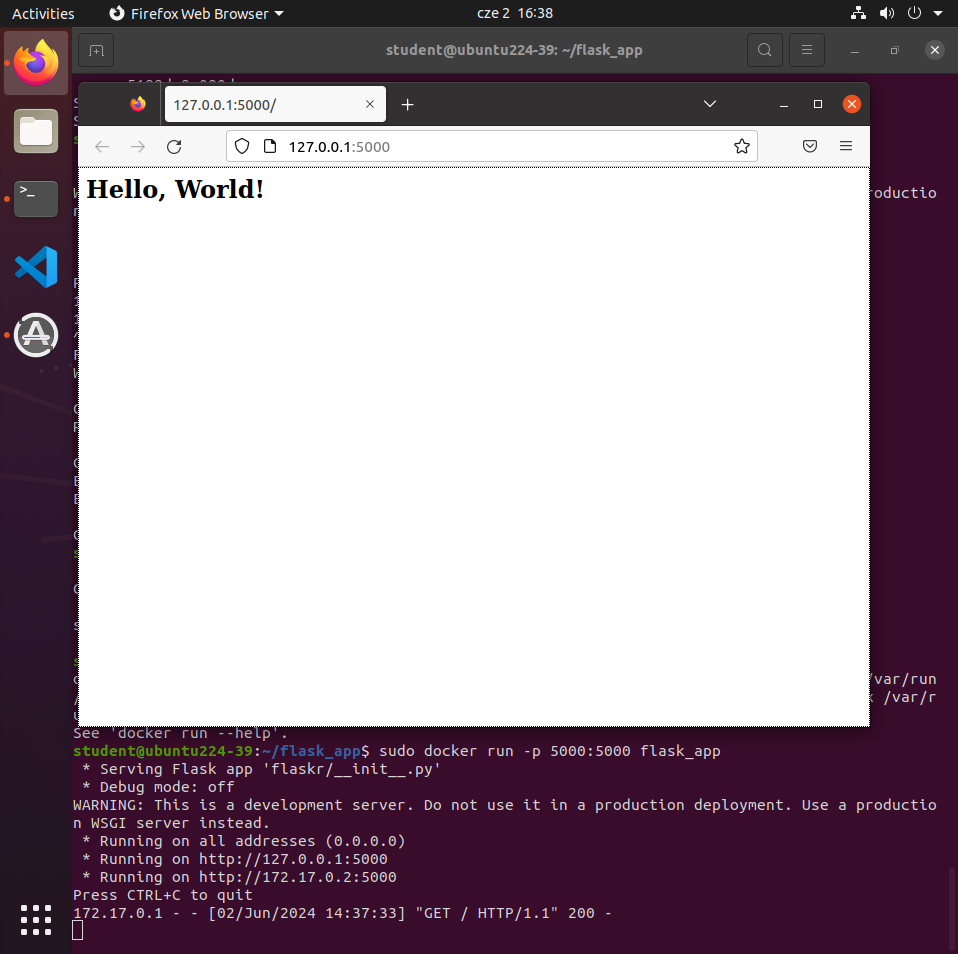 Activities Firefox Web Browser cze 2 16:38
student@ubuntu224-39: ~/flask_app
127.0.0.1:5000/
127.0.0.1:5000
Hello, World!
/var/run
/var/r
See 'docker run --help'.
student@ubuntu224-39:~/flask_app$ sudo docker run -p 5000:5000 flask_app
* Serving Flask app 'flaskr/__init__.py'
* Debug mode: off
WARNING: This is a development server. Do not use it in a production deployment. Use a productio
n WSGI server instead.
* Running on all addresses (0.0.0.0)
* Running on http://127.0.0.1:5000
* Running on http://172.17.0.2:5000
Press CTRL+C to quit
172.17.0.1 - - [02/Jun/2024 14:37:33] "GET / HTTP/1.1" 200 -